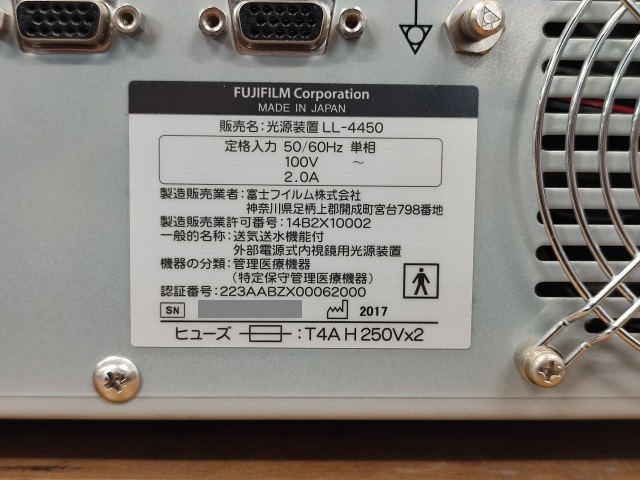 FUJIFILM Corporation
MADE IN JAPAN
販売名:光源装置 LL-4450
定格入力 50/60Hz 単相
100V ～
2.0A
製造販売業者:富士フイルム株式会社
神奈川県足柄上郡開成町宮台798番地
製造販売業許可番号:14B2X10002
一般的名称:送気送水機能付
外部電源式内視鏡用光源装置
機器の分類:管理医療機器
(特定保守管理医療機器)
認証番号:223AABZX00062000
SN 2017
ヒューズ :T4A H 250Vx2